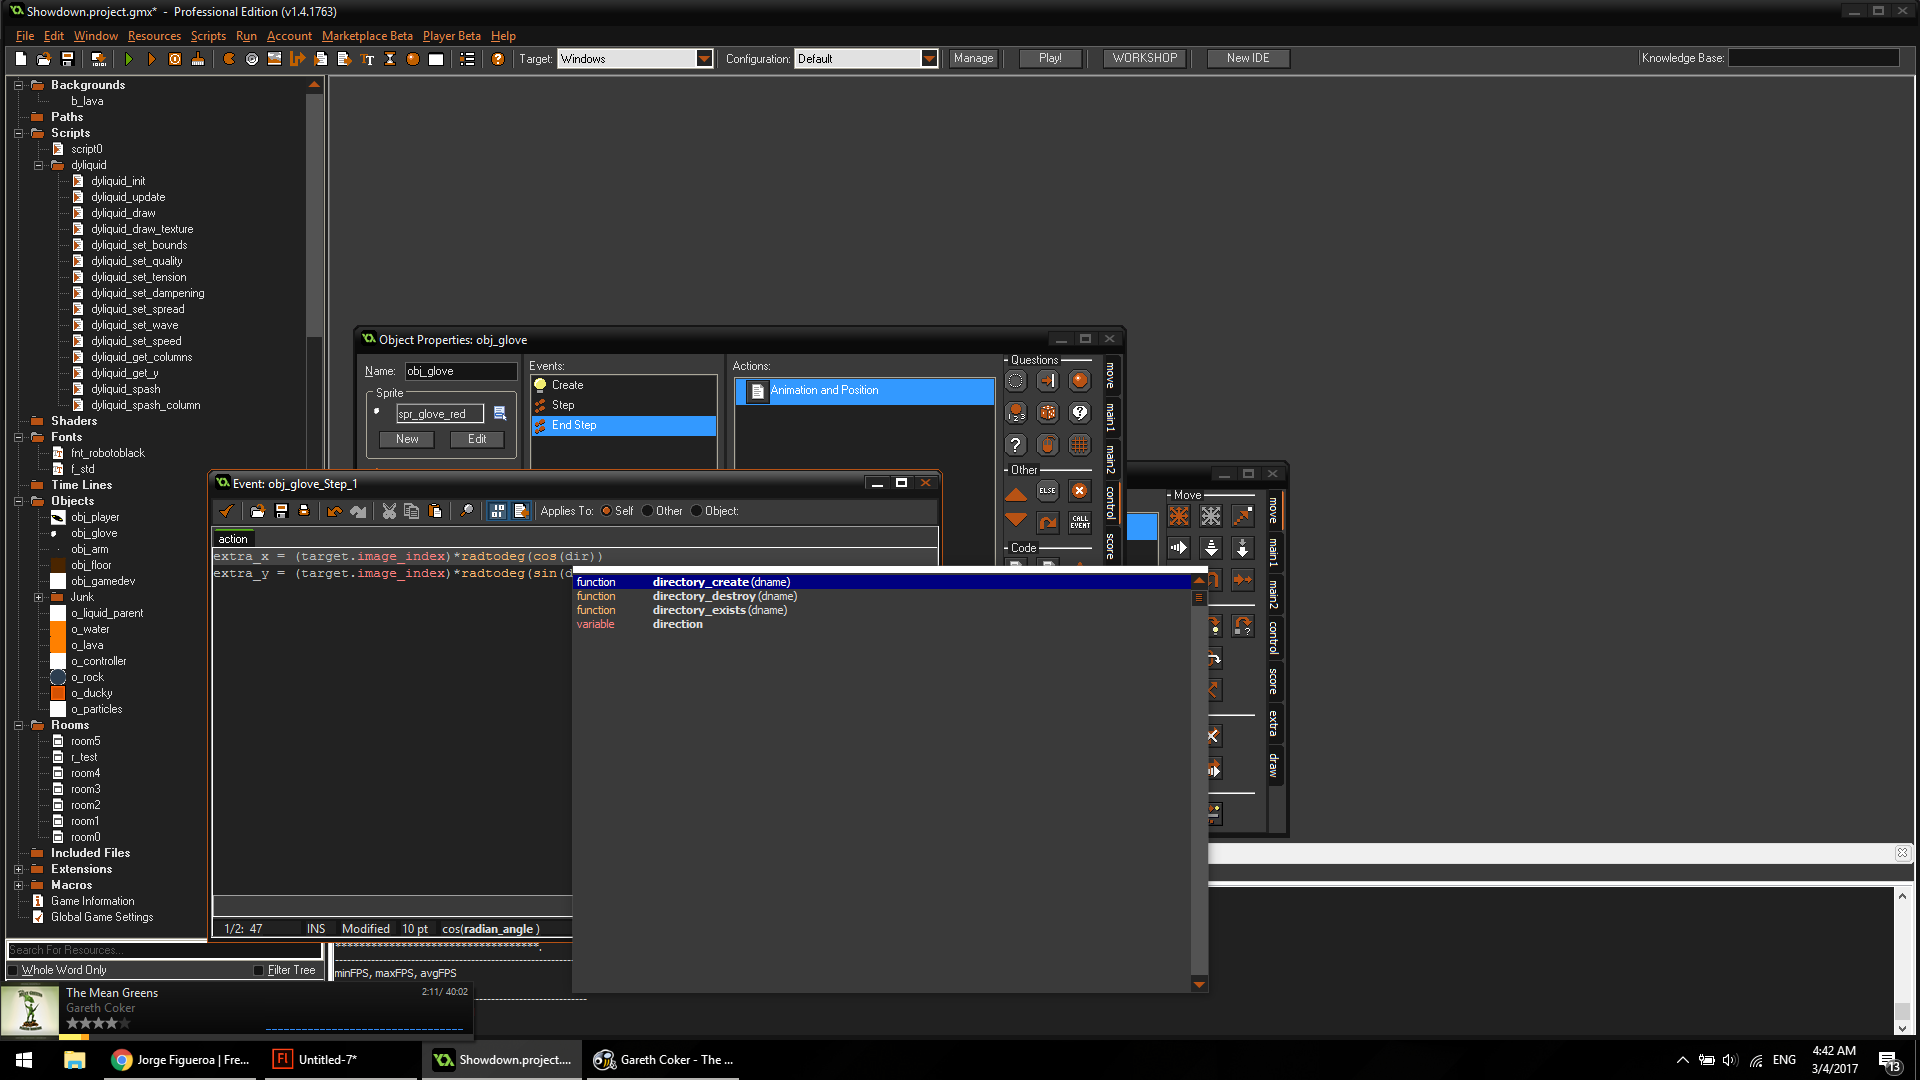 Showdown.project.gmx* - Professional Edition (v1.4.1763)
File Edit Window Resources Scripts Run Account Marketplace Beta Player Beta Help
Target: Windows Configuration: Default Manage Play! WORKSHOP New IDE Knowledge Base:
Backgrounds
b_lava
Paths
Scripts
script0
dyliquid
dyliquid_init
dyliquid_update
dyliquid_draw
dyliquid_draw_texture
dyliquid_set_bounds
dyliquid_set_quality
dyliquid_set_tension
dyliquid_set_dampening
dyliquid_set_spread
dyliquid_set_wave
dyliquid_set_speed
dyliquid_get_columns
dyliquid_get_y
dyliquid_spash
dyliquid_spash_column
Shaders
Fonts
fnt_robotoblack
f_std
Time Lines
Objects
obj_player
obj_glove
obj_arm
obj_floor
obj_gamedev
Junk
o_liquid_parent
o_water
o_lava
o_controller
o_rock
o_ducky
o_particles
Rooms
room5
r_test
room4
room3
room2
room1
room0
Included Files
Extensions
Macros
Game Information
Global Game Settings
Search For Resources...
Whole Word Only Filter Tree
Object Properties: obj_glove
Name: obj_glove
Sprite
spr_glove_red
New Edit
Events:
Create
Step
End Step
Actions:
Animation and Position
Questions
Other
ELSE
CALL EVENT
Code
move
main1
main2
control
score
Event: obj_glove_Step_1
Applies To: Self Other Object:
action
extra_x = (target.image_index)*radtodeg(cos(dir))
extra_y = (target.image_index)*radtodeg(sin(d
function directory_create(dname)
function directory_destroy(dname)
function directory_exists(dname)
variable direction
1/2: 47 INS Modified 10 pt cos(radian_angle )
Move
move
main1
main2
control
score
extra
draw
minFPS, maxFPS, avgFPS
The Mean Greens 2:11/ 40:02
Gareth Coker
Jorge Figueroa | Fre... Untitled-7* Showdown.project.... Gareth Coker - The ...
ENG 4:42 AM
3/4/2017
13